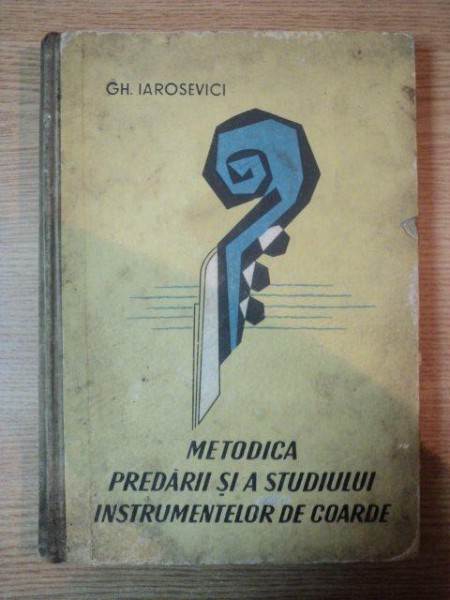 GH. IAROSEVICI
METODICA
PREDĂRII ȘI A STUDIULUI
INSTRUMENTELOR DE COARDE